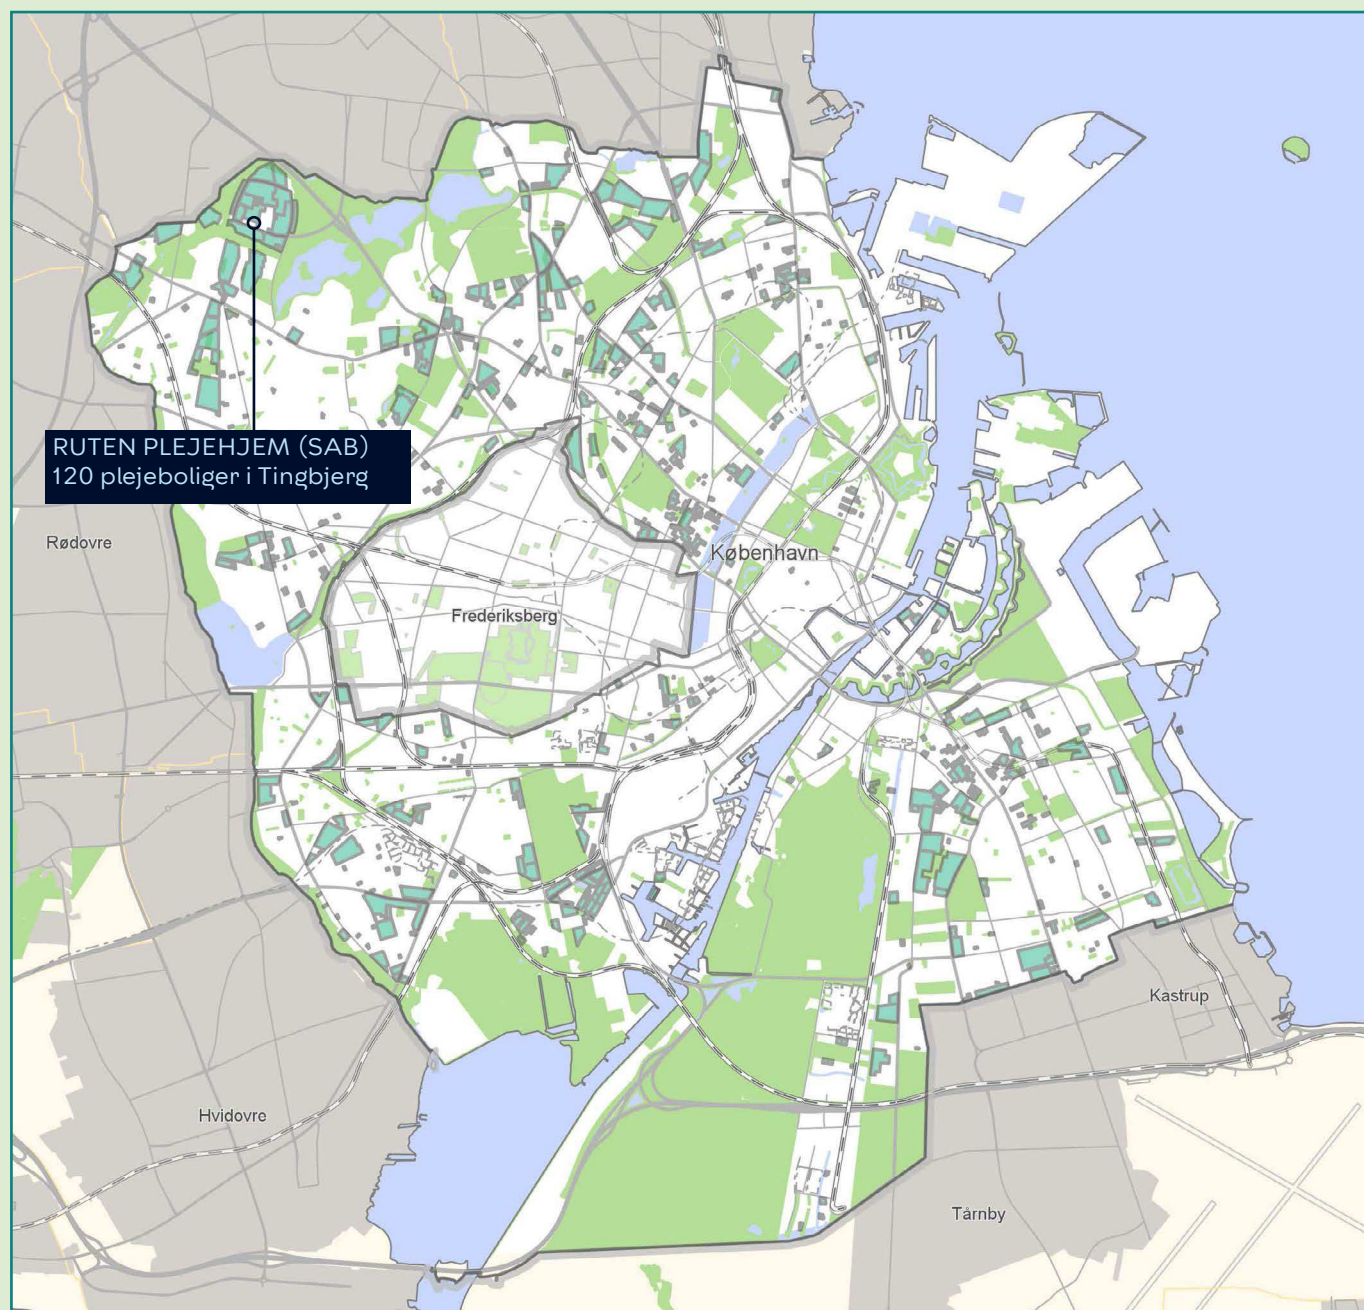 RUTEN PLEJEHJEM (SAB)
120 plejeboliger i Tingbjerg
Rødovre
København
Frederiksberg
Kastrup
Hvidovre
Tårnby